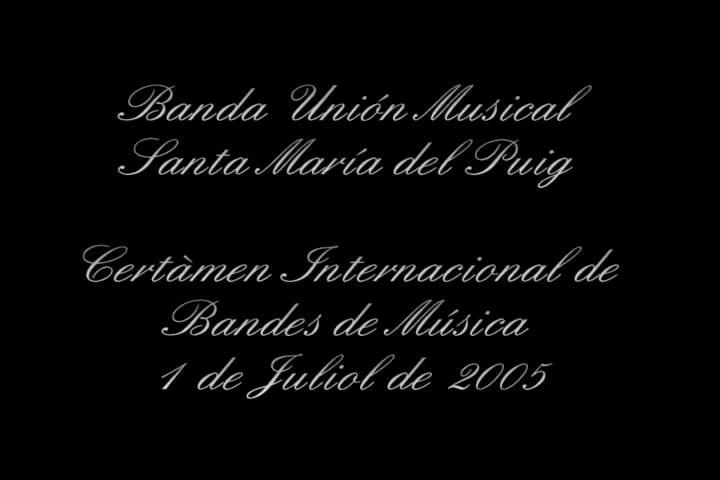 Banda Unión Musical
Santa María del Puig
Certàmen Internacional de
Bandes de Música
1 de Juliol de 2005